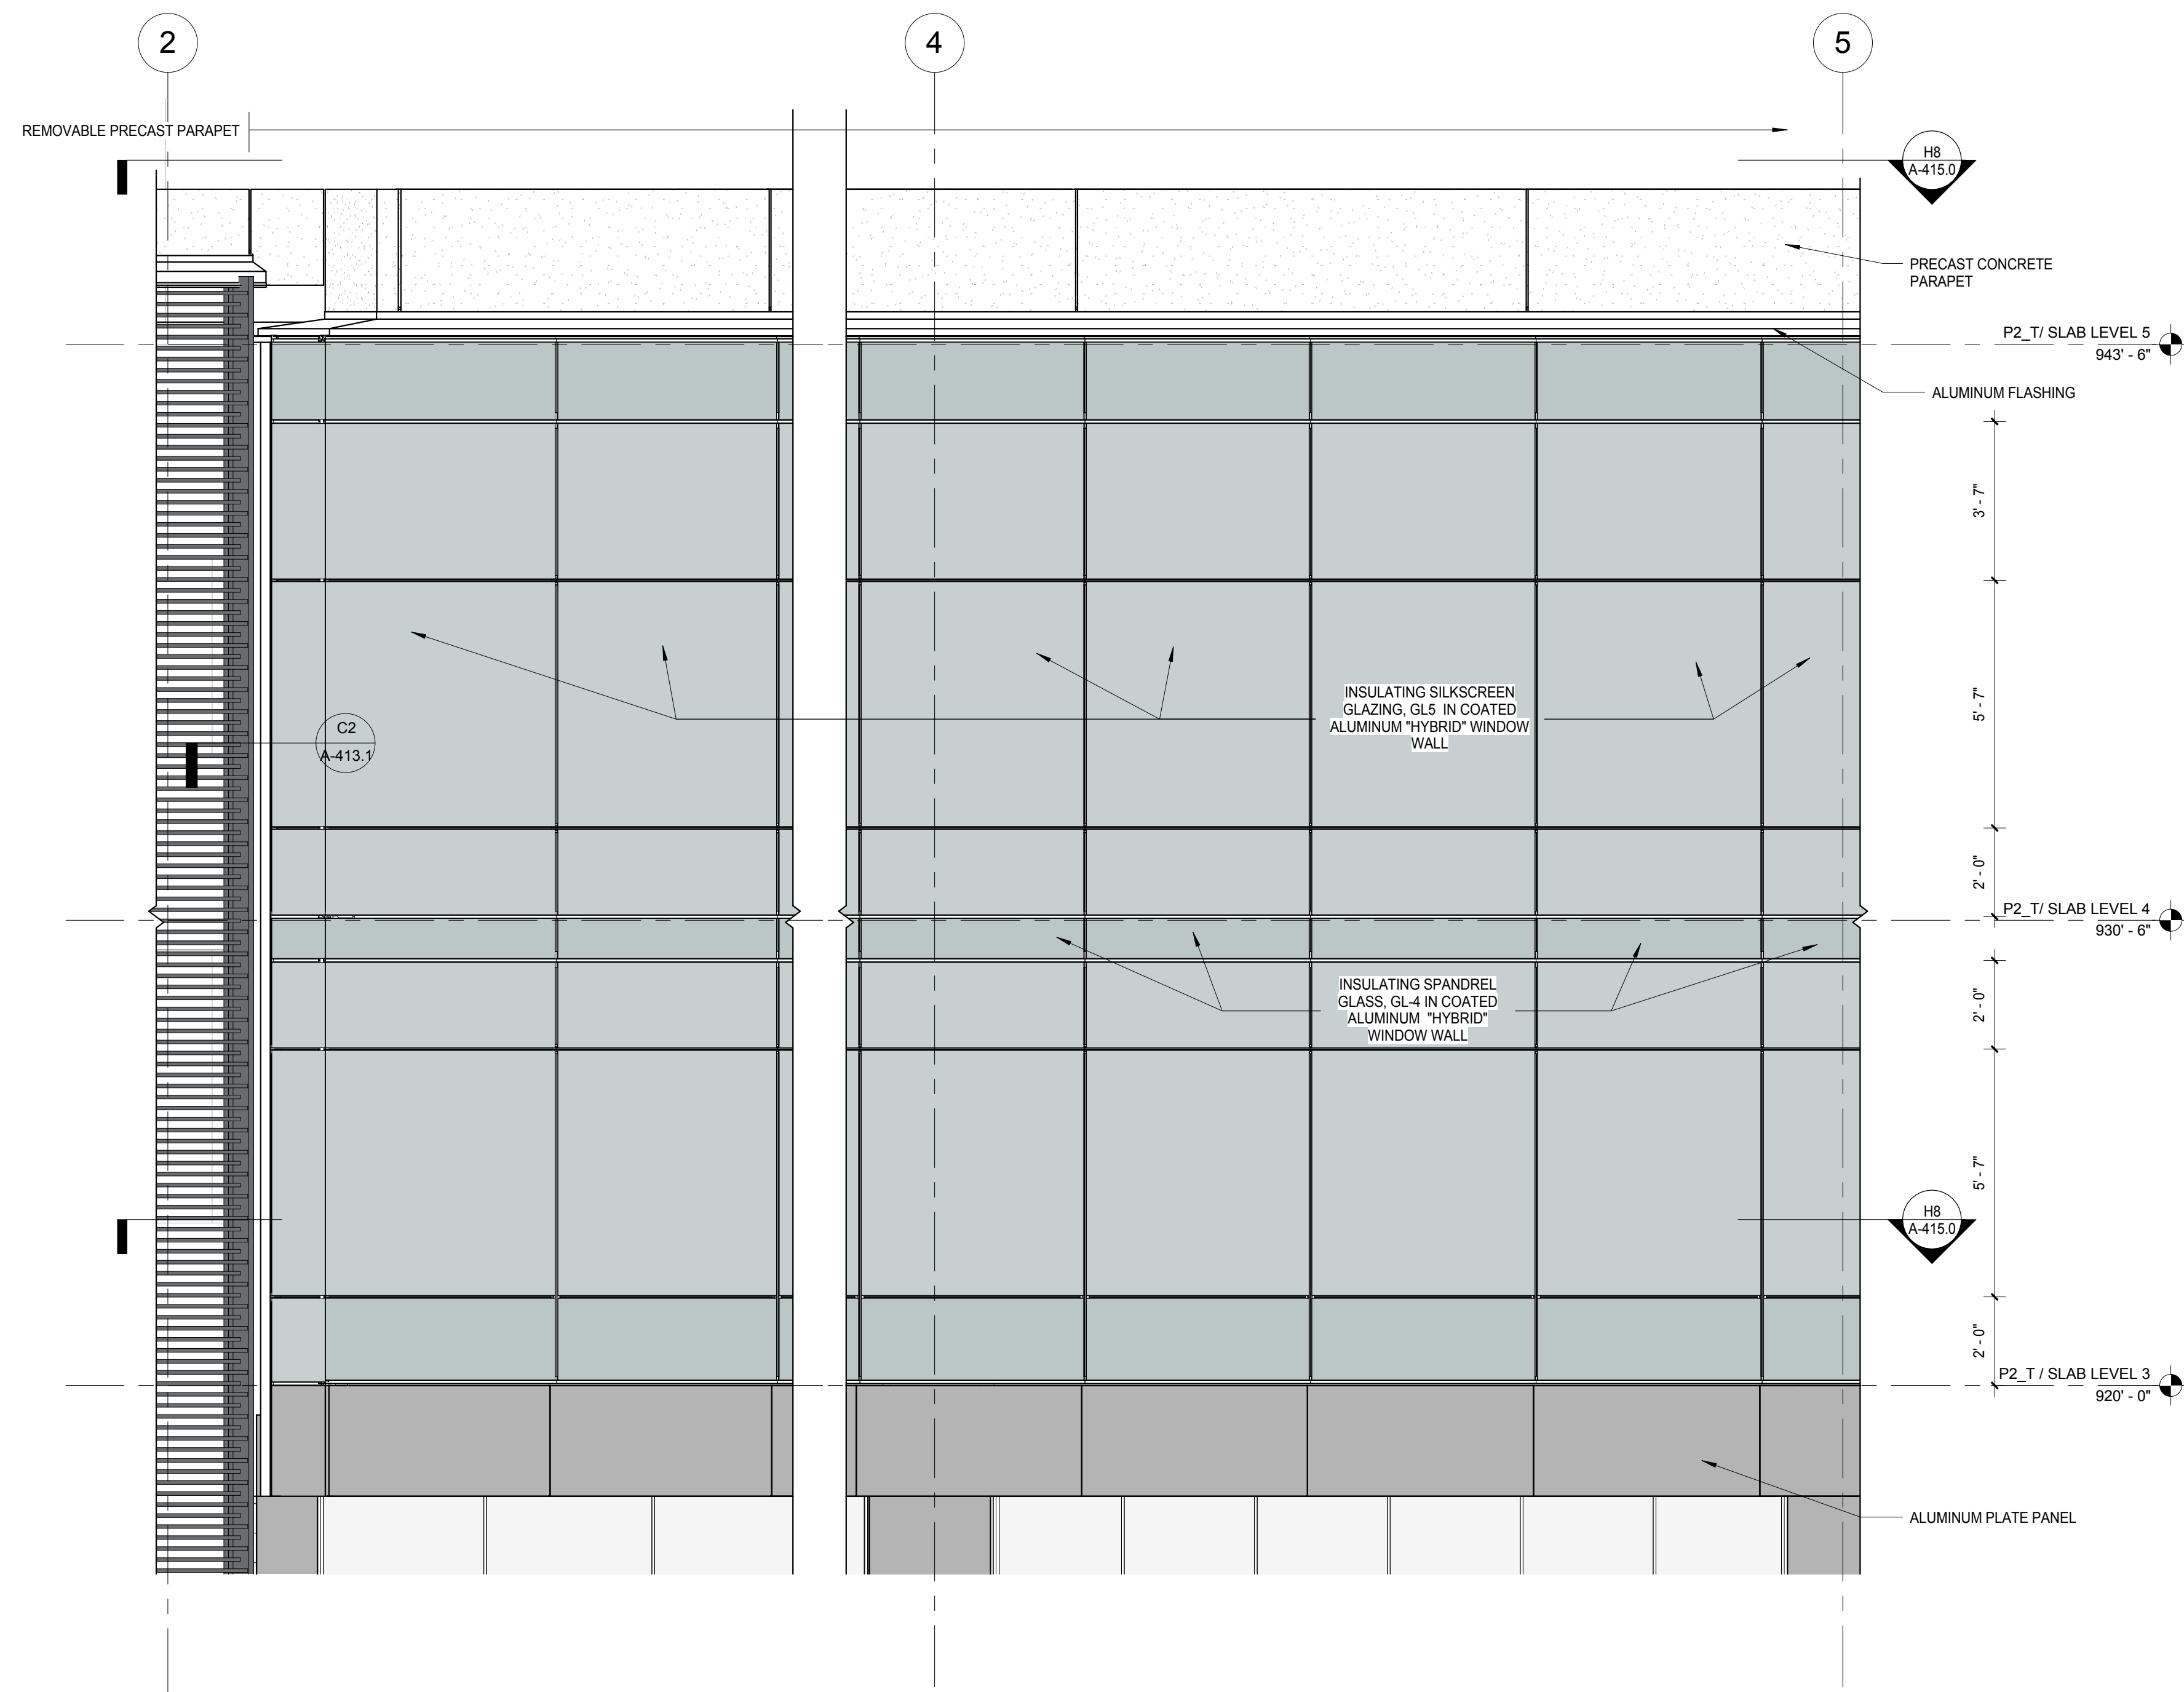 2
4
5
REMOVABLE PRECAST PARAPET
H8
A-415.0
PRECAST CONCRETE
PARAPET
P2_T/ SLAB LEVEL 5
943' - 6"
ALUMINUM FLASHING
3' - 7"
5' - 7"
INSULATING SILKSCREEN
GLAZING, GL5 IN COATED
ALUMINUM "HYBRID" WINDOW
WALL
C2
A-413.1
2' - 0"
P2_T/ SLAB LEVEL 4
930' - 6"
INSULATING SPANDREL
GLASS, GL-4 IN COATED
ALUMINUM "HYBRID"
WINDOW WALL
2' - 0"
5' - 7"
H8
A-415.0
2' - 0"
P2_T / SLAB LEVEL 3
920' - 0"
ALUMINUM PLATE PANEL